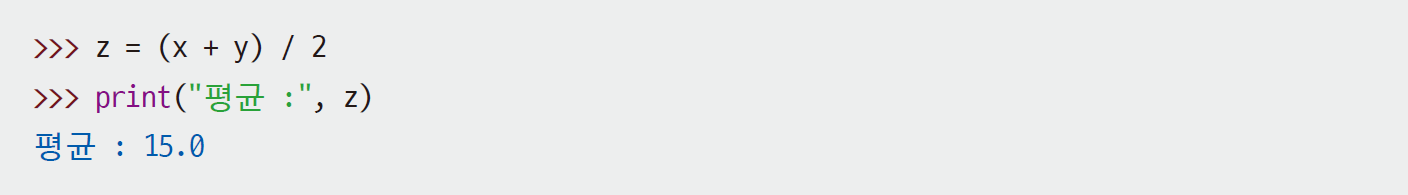 >>> z = (x + y) / 2
>>> print("평균 :", z)
평균 : 15.0